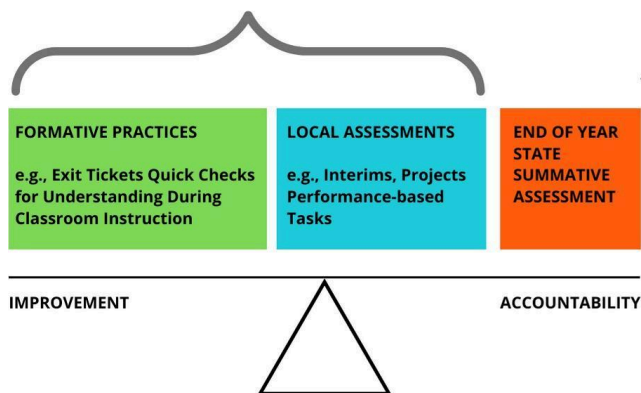 FORMATIVE PRACTICES
e.g., Exit Tickets Quick Checks
for Understanding During
Classroom Instruction
LOCAL ASSESSMENTS
e.g., Interims, Projects
Performance-based
Tasks
END OF YEAR
STATE
SUMMATIVE
ASSESSMENT
IMPROVEMENT
ACCOUNTABILITY